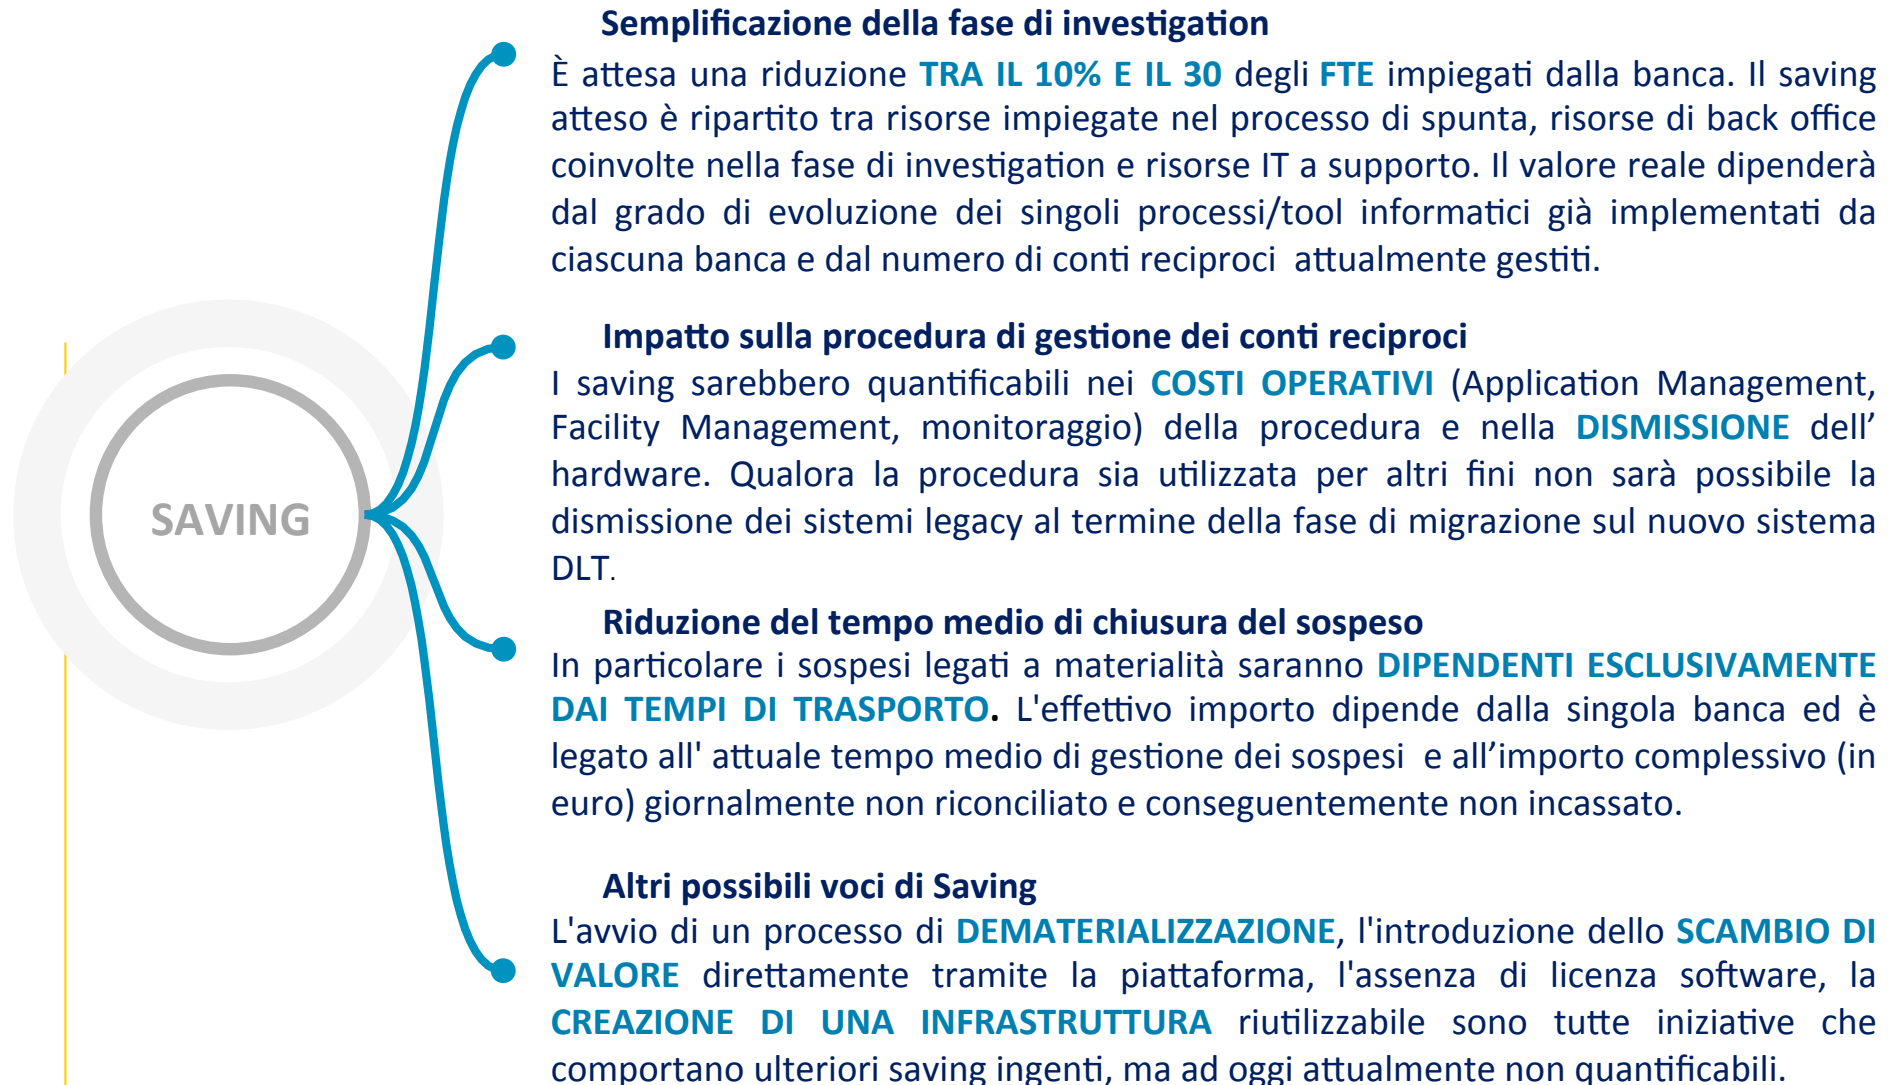 Semplificazione della fase di investigation
È attesa una riduzione TRA IL 10% E IL 30 degli FTE impiegati dalla banca. Il saving
atteso è ripartito tra risorse impiegate nel processo di spunta, risorse di back office
coinvolte nella fase di investigation e risorse IT a supporto. Il valore reale dipenderà
dal grado di evoluzione dei singoli processi/tool informatici già implementati da
ciascuna banca e dal numero di conti reciproci  attualmente gestiti.
Impatto sulla procedura di gestione dei conti reciproci
I saving sarebbero quantificabili nei COSTI OPERATIVI (Application Management,
Facility Management, monitoraggio) della procedura e nella DISMISSIONE dell’
hardware. Qualora la procedura sia utilizzata per altri fini non sarà possibile la
dismissione dei sistemi legacy al termine della fase di migrazione sul nuovo sistema
DLT.
SAVING
Riduzione del tempo medio di chiusura del sospeso
In particolare i sospesi legati a materialità saranno DIPENDENTI ESCLUSIVAMENTE
DAI TEMPI DI TRASPORTO. L'effettivo importo dipende dalla singola banca ed è
legato all' attuale tempo medio di gestione dei sospesi  e all’importo complessivo (in
euro) giornalmente non riconciliato e conseguentemente non incassato.
Altri possibili voci di Saving
L'avvio di un processo di DEMATERIALIZZAZIONE, l'introduzione dello SCAMBIO DI
VALORE direttamente tramite la piattaforma, l'assenza di licenza software, la
CREAZIONE DI UNA INFRASTRUTTURA riutilizzabile sono tutte iniziative che
comportano ulteriori saving ingenti, ma ad oggi attualmente non quantificabili.